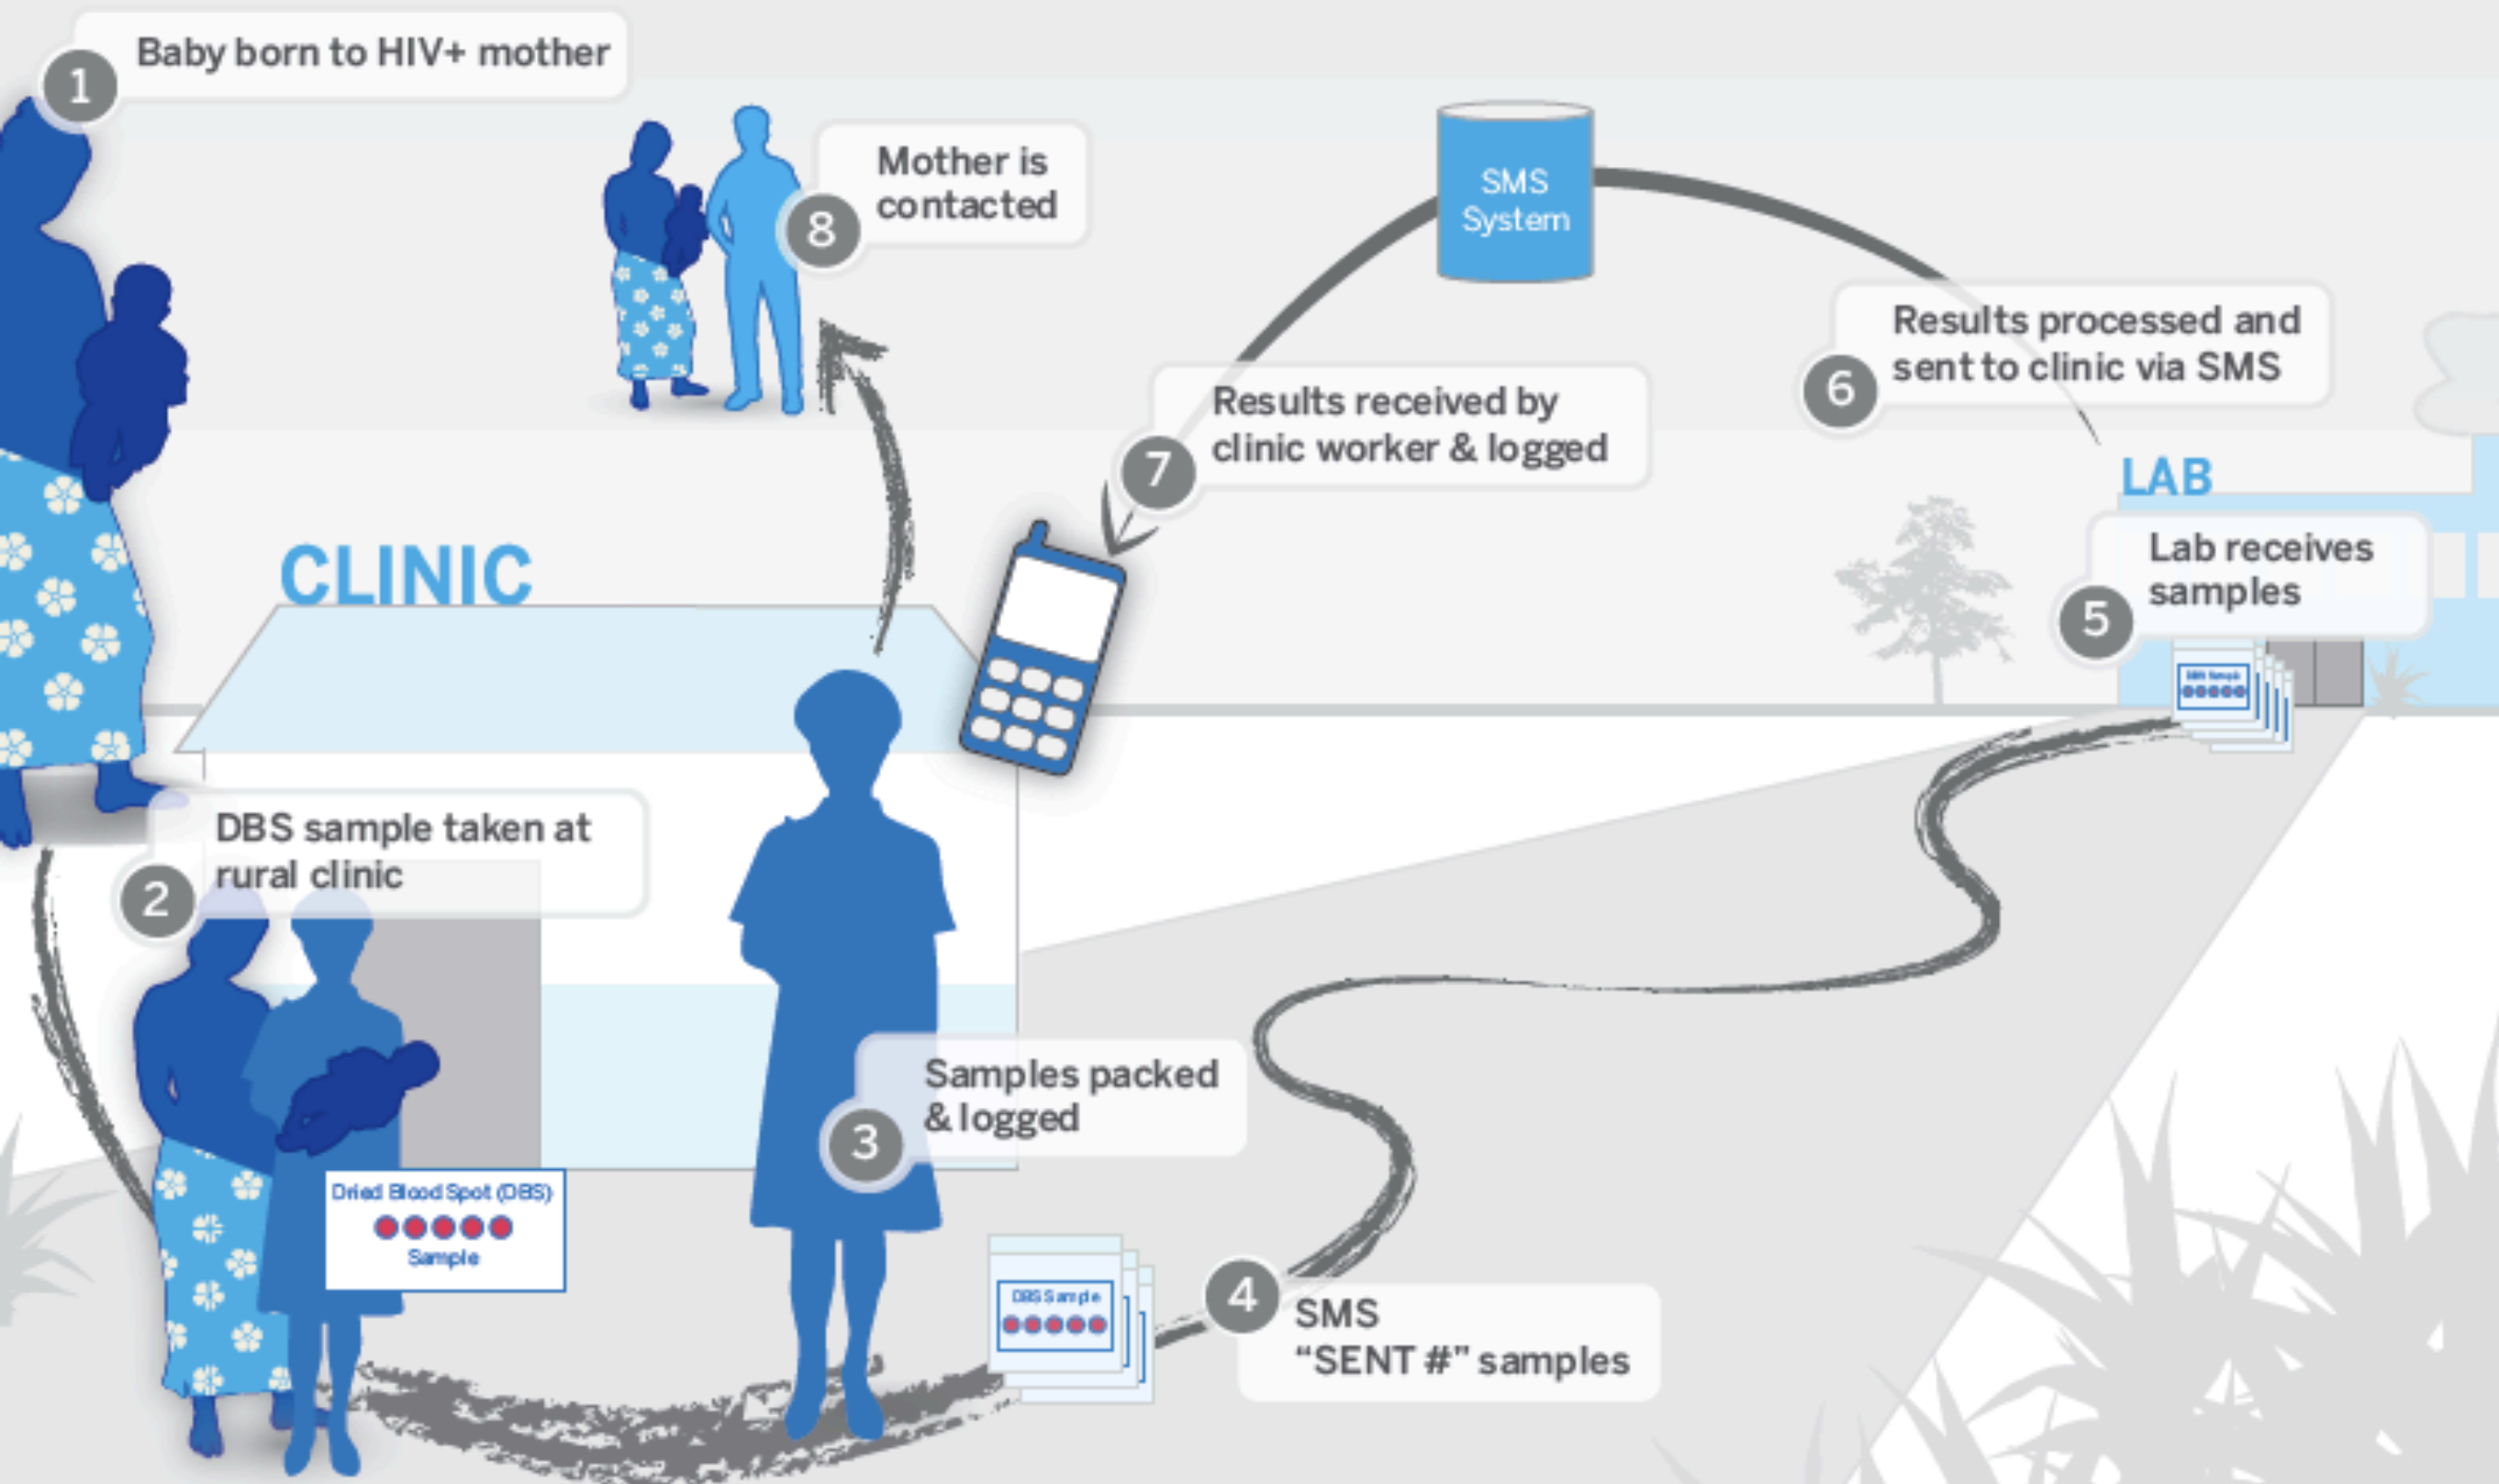 1
Baby born to HIV+ mother
8
Mother is
contacted
SMS
System
6
Results processed and
sent to clinic via SMS
7
Results received by
clinic worker & logged
LAB
5
Lab receives
samples
DBS Sample
CLINIC
2
DBS sample taken at
rural clinic
Dried Blood Spot (DBS)
Sample
3
Samples packed
& logged
DBS Sample
4
SMS
“SENT #” samples